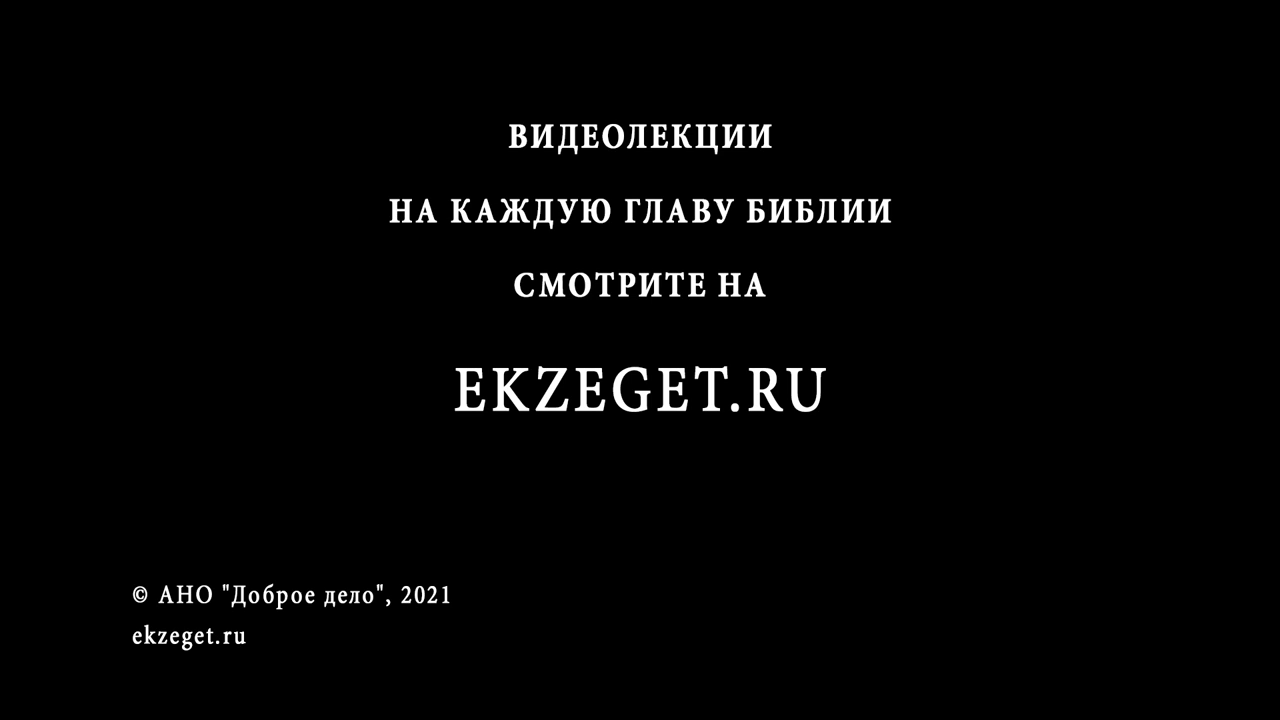 ВИДЕОЛЕКЦИИ
НА КАЖДУЮ ГЛАВУ БИБЛИИ
СМОТРИТЕ НА
EKZEGET.RU
© АНО "Доброе дело", 2021
ekzeget.ru